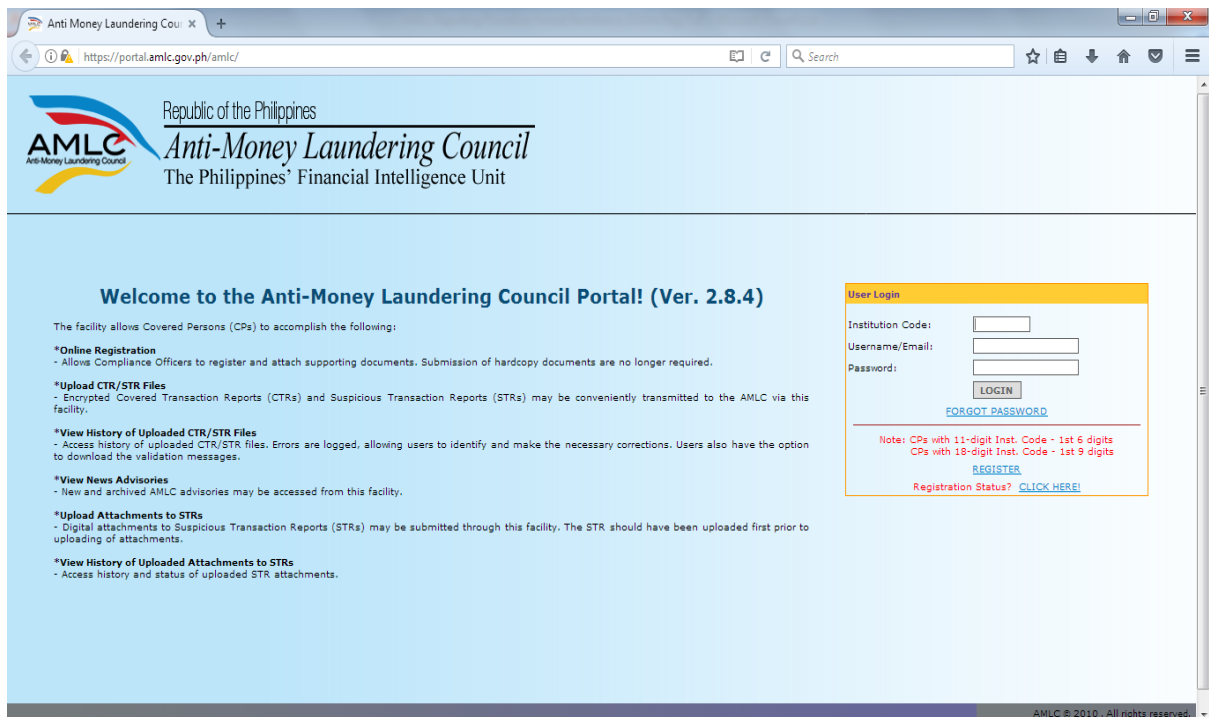 Anti Money Laundering Cou
https://portal.amlc.gov.ph/amlc/
Search
AMLC
Anti-Money Laundering Council
Republic of the Philippines
Anti-Money Laundering Council
The Philippines' Financial Intelligence Unit
Welcome to the Anti-Money Laundering Council Portal! (Ver. 2.8.4)
The facility allows Covered Persons (CPs) to accomplish the following:
*Online Registration
- Allows Compliance Officers to register and attach supporting documents. Submission of hardcopy documents are no longer required.
*Upload CTR/STR Files
- Encrypted Covered Transaction Reports (CTRs) and Suspicious Transaction Reports (STRs) may be conveniently transmitted to the AMLC via this
facility.
*View History of Uploaded CTR/STR Files
- Access history of uploaded CTR/STR files. Errors are logged, allowing users to identify and make the necessary corrections. Users also have the option
to download the validation messages.
*View News Advisories
- New and archived AMLC advisories may be accessed from this facility.
*Upload Attachments to STRs
- Digital attachments to Suspicious Transaction Reports (STRs) may be submitted through this facility. The STR should have been uploaded first prior to
uploading of attachments.
*View History of Uploaded Attachments to STRs
- Access history and status of uploaded STR attachments.
User Login
Institution Code:
Username/Email:
Password:
LOGIN
FORGOT PASSWORD
Note: CPs with 11-digit Inst. Code - 1st 6 digits
CPs with 18-digit Inst. Code - 1st 9 digits
REGISTER
Registration Status? CLICK HERE!
AMLC © 2010 . All rights reserved.